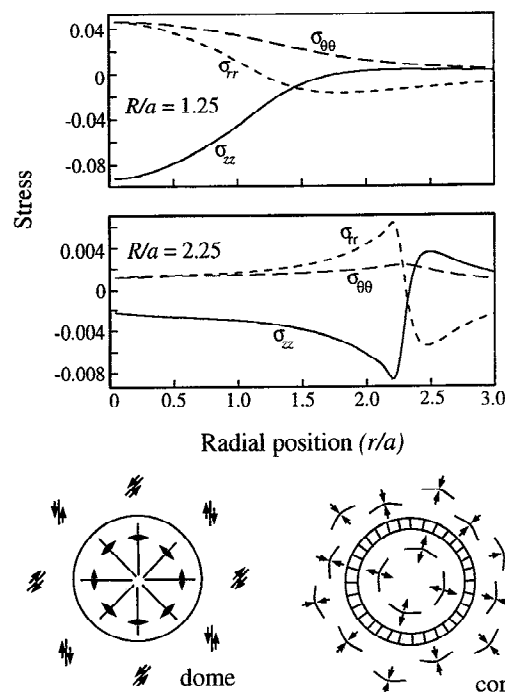 0.04
0
-0.04
-0.08
σθθ
σrr
R/a = 1.25
σzz
Stress
0.004
0
-0.004
-0.008
R/a = 2.25
σrr
σθθ
σzz
0 0.5 1.0 1.5 2.0 2.5 3.0
Radial position (r/a)
dome
cor